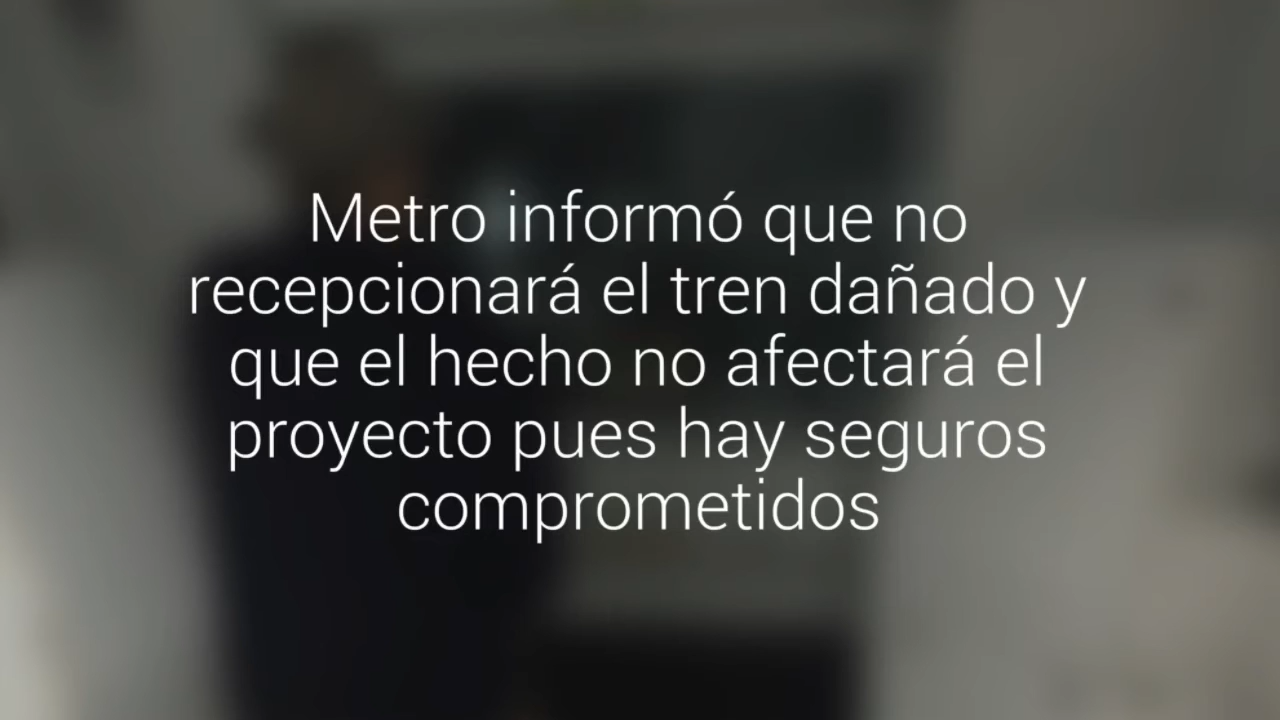 Metro informó que no
recepcionará el tren dañado y
que el hecho no afectará el
proyecto pues hay seguros
comprometidos